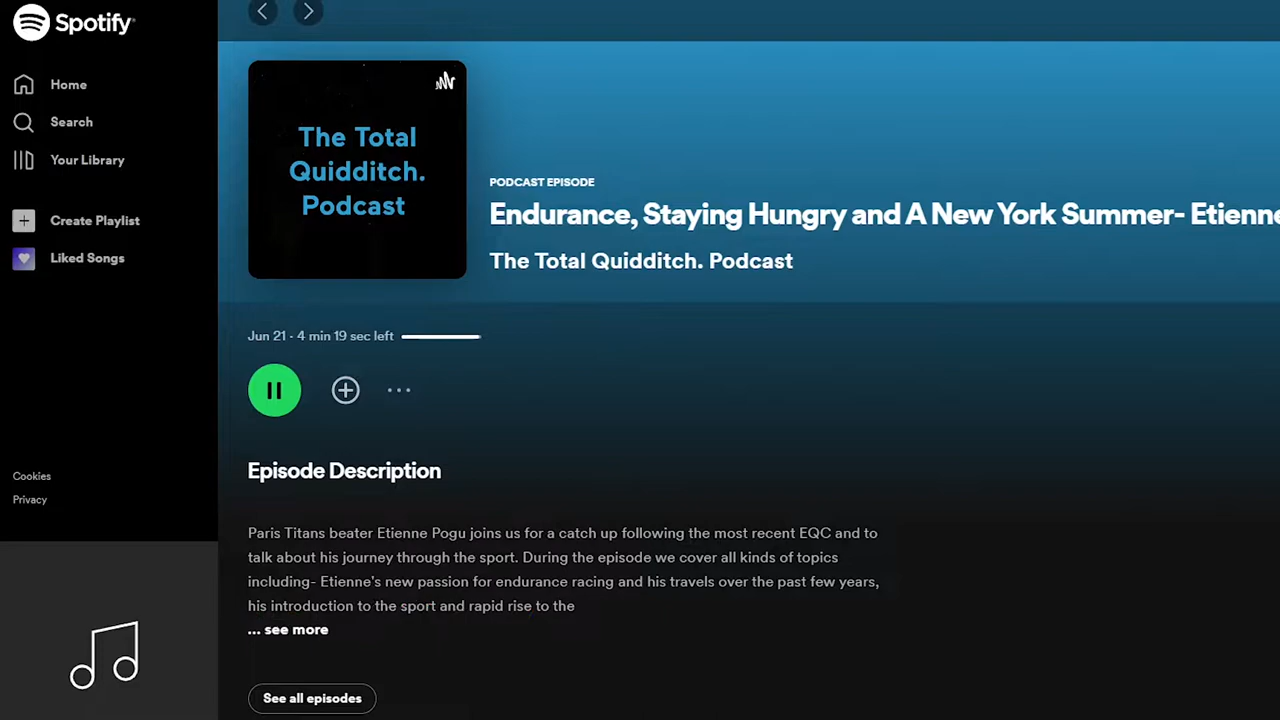 Spotify
Home
Search
Your Library
Create Playlist
Liked Songs
Cookies
Privacy
The Total
Quidditch.
Podcast
PODCAST EPISODE
Endurance, Staying Hungry and A New York Summer- Etienne
The Total Quidditch. Podcast
Jun 21 · 4 min 19 sec left
Episode Description
Paris Titans beater Etienne Pogu joins us for a catch up following the most recent EQC and to
talk about his journey through the sport. During the episode we cover all kinds of topics
including- Etienne's new passion for endurance racing and his travels over the past few years,
his introduction to the sport and rapid rise to the
... see more
See all episodes